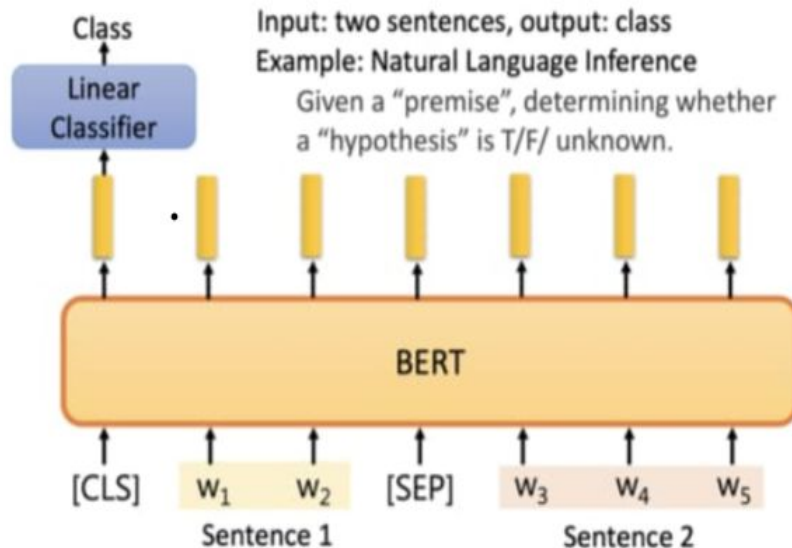 Class
Input: two sentences, output: class
Example: Natural Language Inference
Given a “premise”, determining whether
a “hypothesis” is T/F/ unknown.
Linear
Classifier
BERT
[CLS] w₁ w₂ [SEP] w₃ w₄ w₅
Sentence 1 Sentence 2